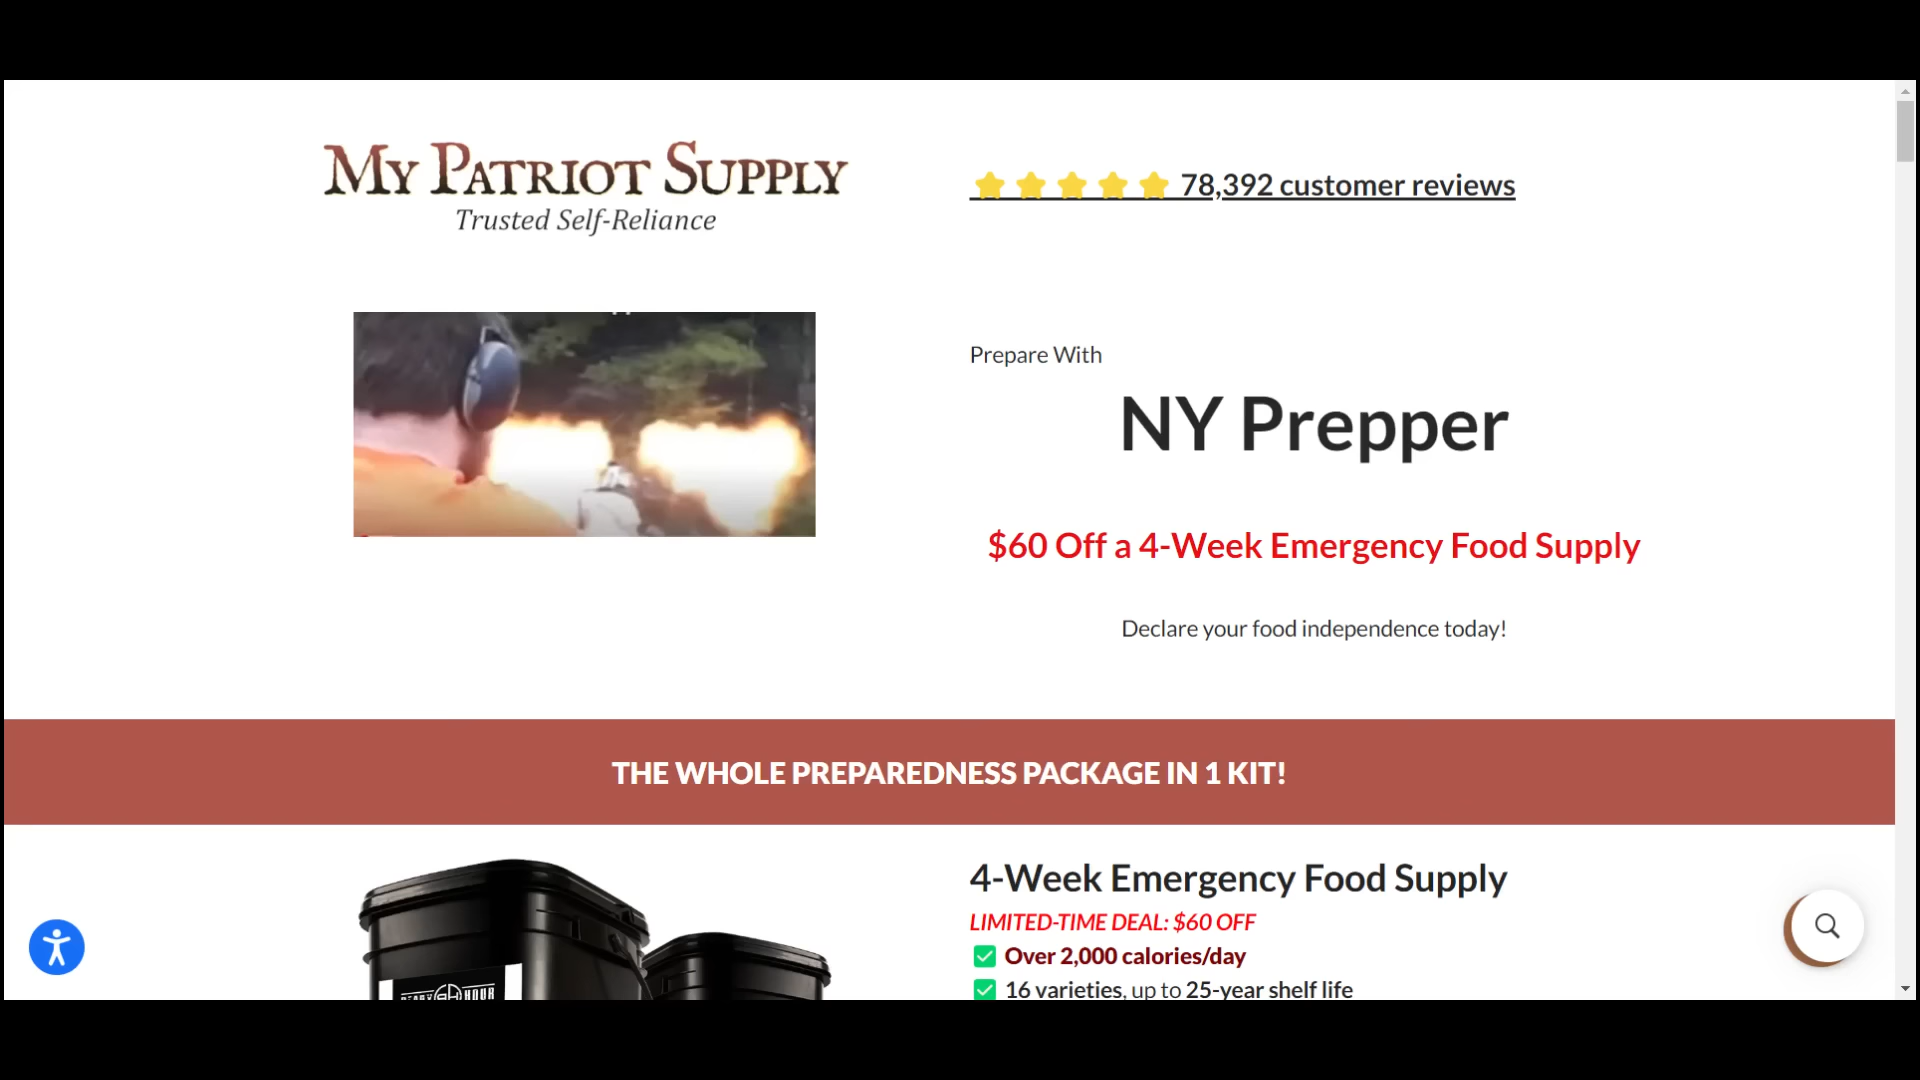 My Patriot Supply
Trusted Self-Reliance
78,392 customer reviews
Prepare With
NY Prepper
$60 Off a 4-Week Emergency Food Supply
Declare your food independence today!
THE WHOLE PREPAREDNESS PACKAGE IN 1 KIT!
4-Week Emergency Food Supply
LIMITED-TIME DEAL: $60 OFF
Over 2,000 calories/day
16 varieties, up to 25-year shelf life
HOUR